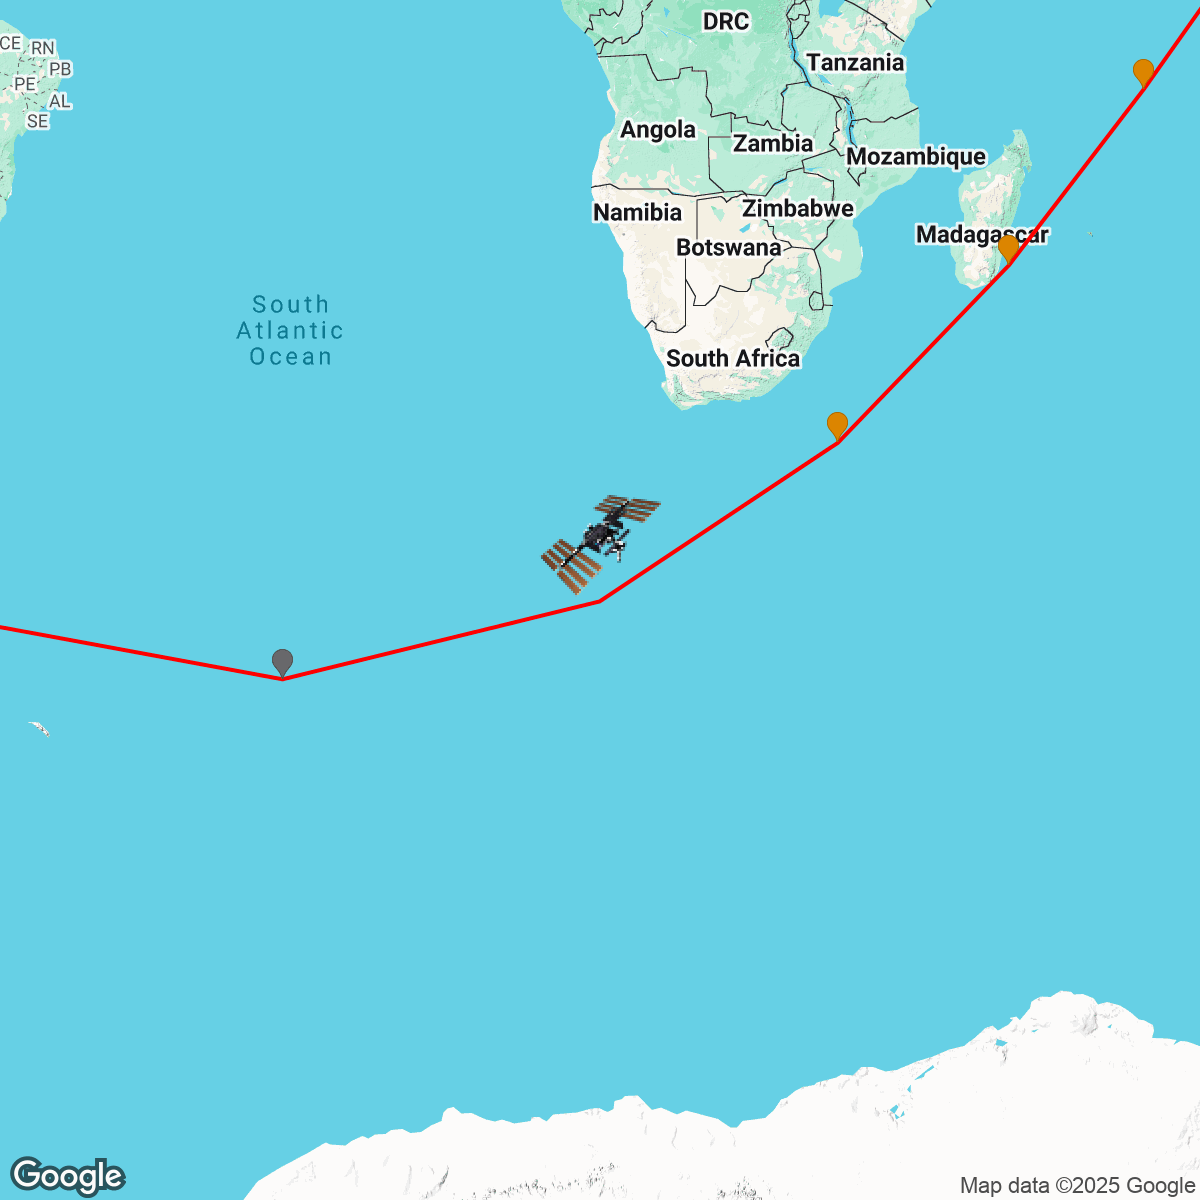 DRC
CE
RN
PB
PE
AL
SE
Tanzania
Angola
Zambia
Mozambique
Namibia
Zimbabwe
Madagascar
Botswana
South
Atlantic
Ocean
South Africa
Google
Map data ©2025 Google